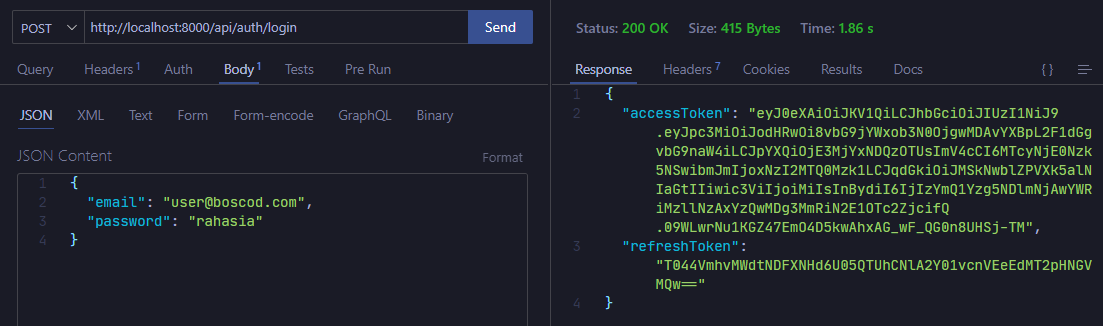 POST http://localhost:8000/api/auth/login Send
Query Headers 1 Auth Body 1 Tests Pre Run
JSON XML Text Form Form-encode GraphQL Binary
JSON Content Format
1 {
2 "email": "user@boscod.com",
3 "password": "rahasia"
4 }
Status: 200 OK Size: 415 Bytes Time: 1.86 s
Response Headers 7 Cookies Results Docs { }
1 {
2 "accessToken": "eyJ0eXAiOiJKV1QiLCJhbGciOiJIUzI1NiJ9
.eyJpc3MiOiJodHRwOi8vbG9jYWxob3N0OjgwMDAvYXBpL2F1dGg
vbG9naW4iLCJpYXQiOjE3MjYxNDQzOTUsImV4cCI6MTcyNjE0Nzk
5NSwibmJmIjoxNzI2MTQ0Mzk1LCJqdGkiOiJMSkNwblZPVXk5alN
IaGtIIiwic3ViIjoiMiIsInBydiI6IjIzYmQ1Yzg5NDlmNjAwYWR
iMzllNzAxYzQwMDg3MmRiN2E1OTc2ZjcifQ
.09WLwrNu1KGZ47EmO4D5kwAhxAG_wF_QG0n8UHSj-TM",
3 "refreshToken":
"T044VmhvMWdtNDFXNHd6U05QTUhCNlA2Y01vcnVEeEdMT2pHNGV
MQw=="
4 }